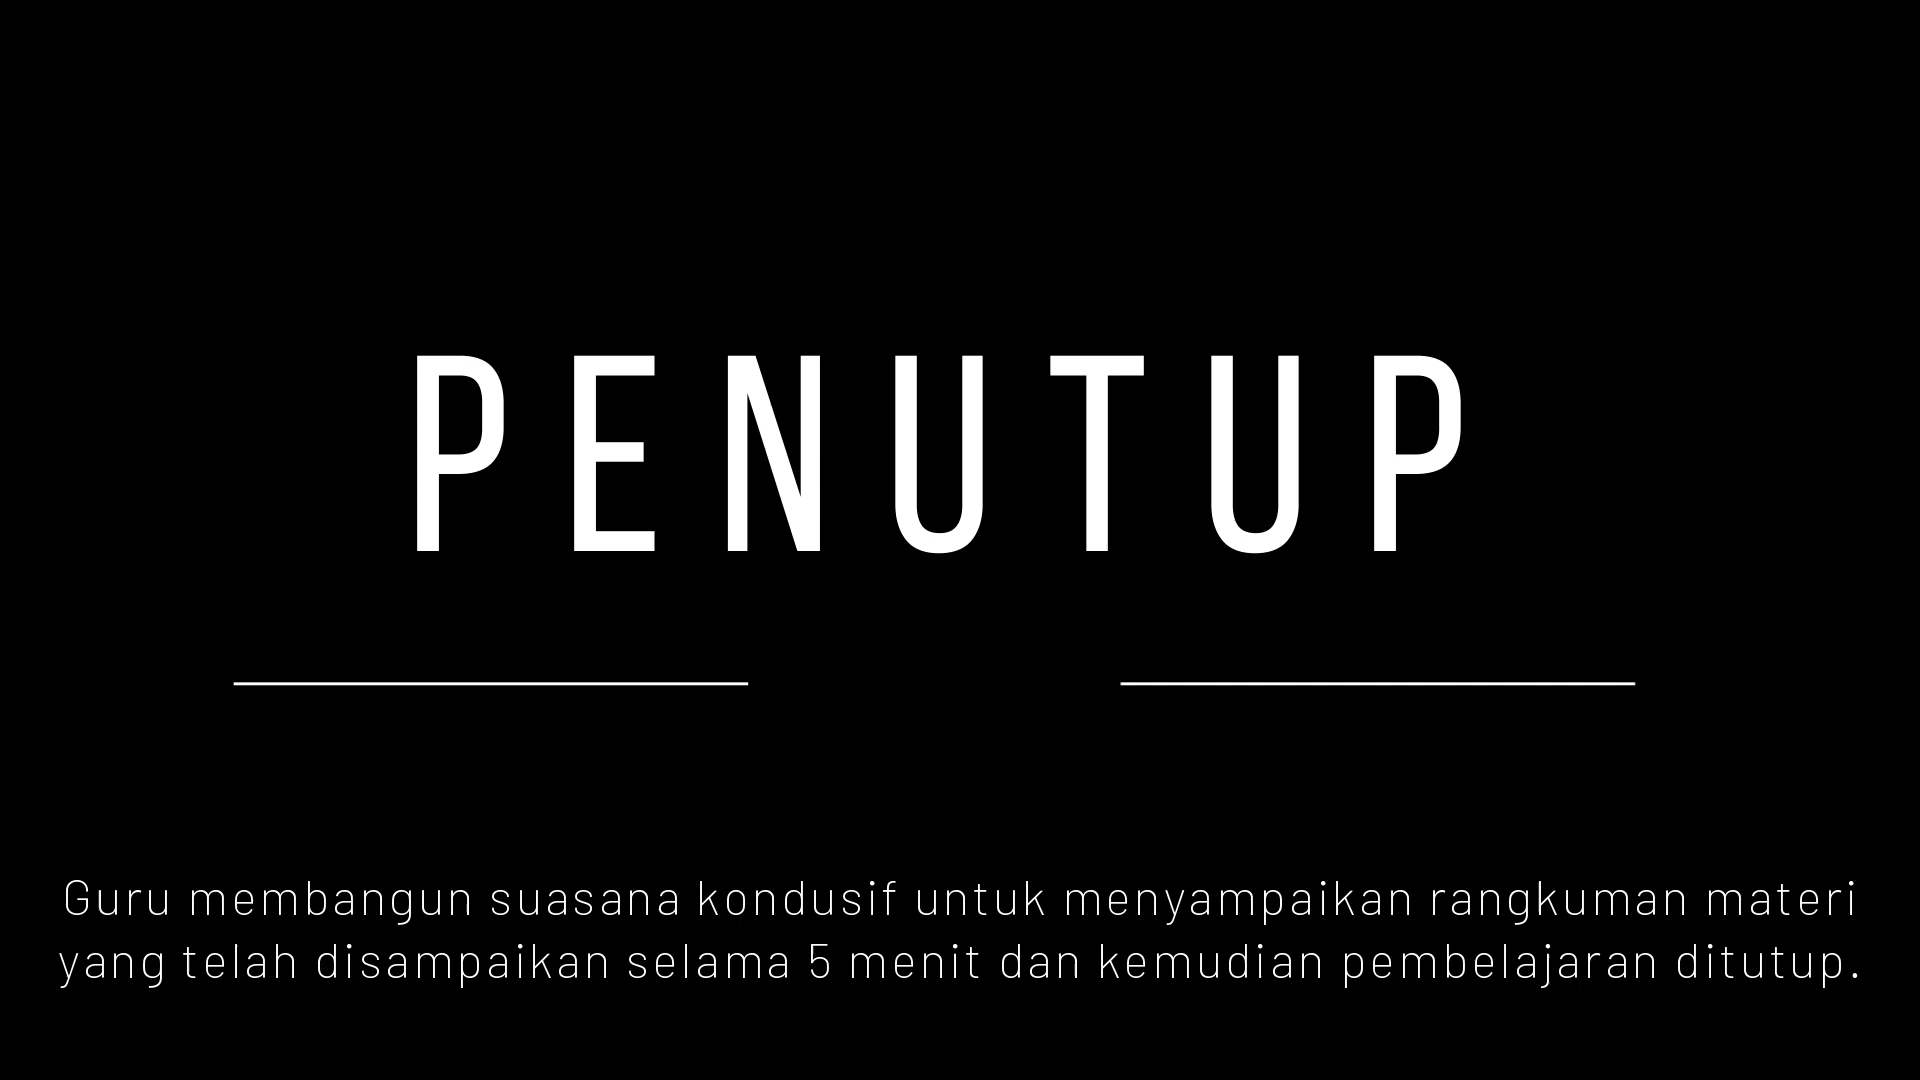 PENUTUP
Guru membangun suasana kondusif untuk menyampaikan rangkuman materi
yang telah disampaikan selama 5 menit dan kemudian pembelajaran ditutup.